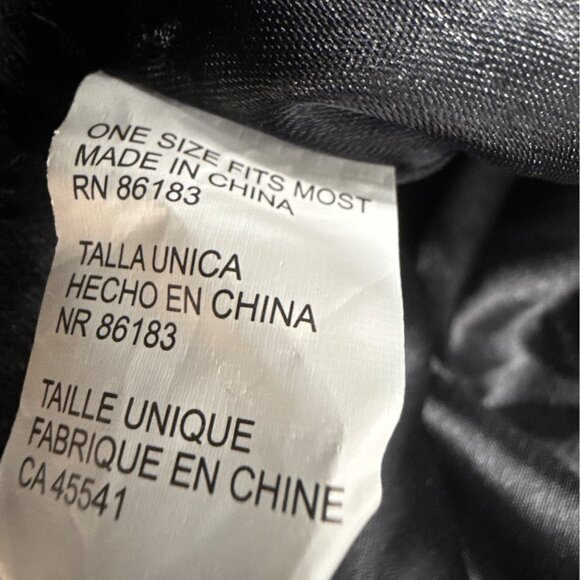 ONE SIZE FITS MOST
MADE IN CHINA
RN 86183
TALLA UNICA
HECHO EN CHINA
NR 86183
TAILLE UNIQUE
FABRIQUE EN CHINE
CA 45541